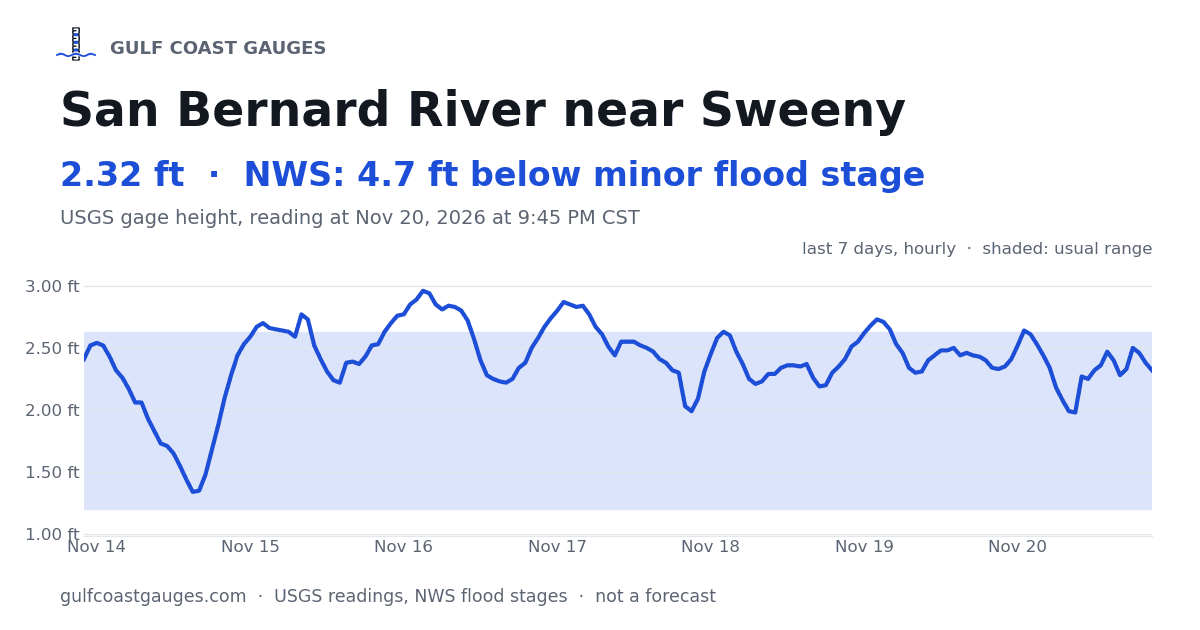 GULF COAST GAUGES
San Bernard River near Sweeny
2.32 ft · NWS: 4.7 ft below minor flood stage
USGS gage height, reading at Nov 20, 2026 at 9:45 PM CST
last 7 days, hourly · shaded: usual range
3.00 ft
2.50 ft
2.00 ft
1.50 ft
1.00 ft
Nov 14 Nov 15 Nov 16 Nov 17 Nov 18 Nov 19 Nov 20
gulfcoastgauges.com · USGS readings, NWS flood stages · not a forecast